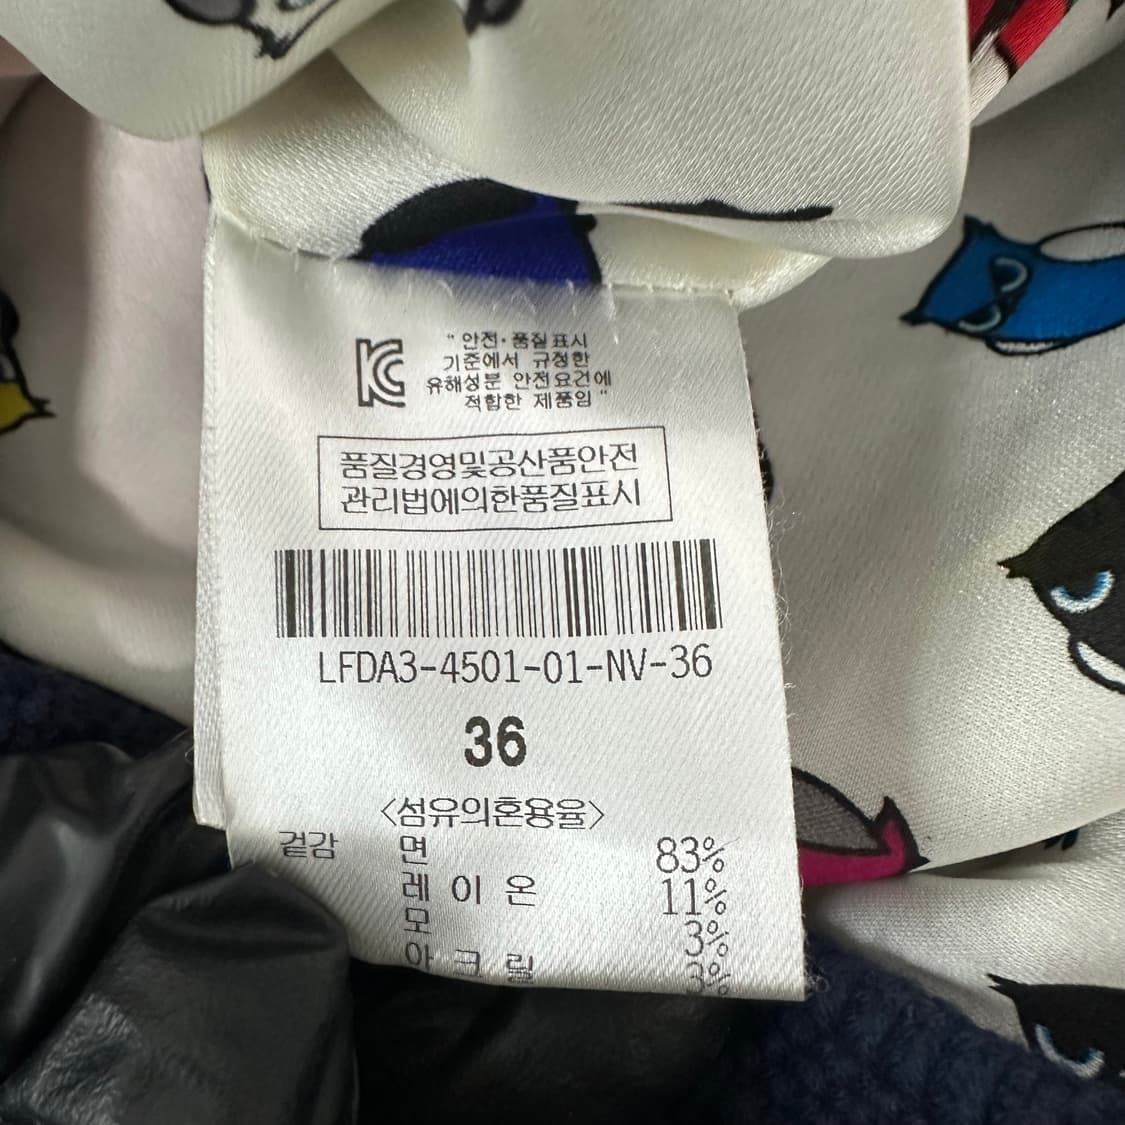 KC
" 안전·품질표시
기준에서 규정한
유해성분 안전요건에
적합한 제품임 "
품질경영및공산품안전
관리법에의한품질표시
LFDA3-4501-01-NV-36
36
<섬유의혼용율>
겉감 면 83%
레이온 11%
모 3%
아크릴 3%